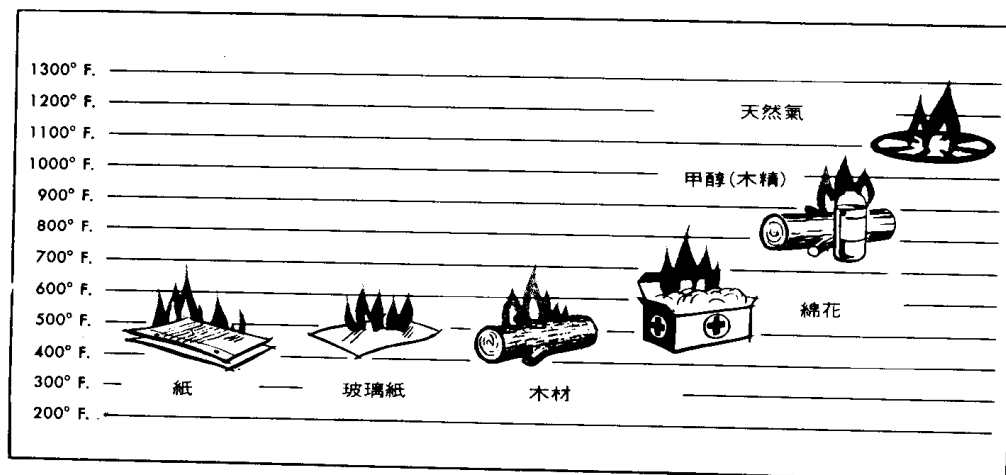 1300° F.
1200° F.
天然氣
1100° F.
1000° F.
甲醇(木精)
900° F.
800° F.
700° F.
600° F.
綿花
500° F.
400° F.
300° F.
紙 玻璃紙 木材
200° F.